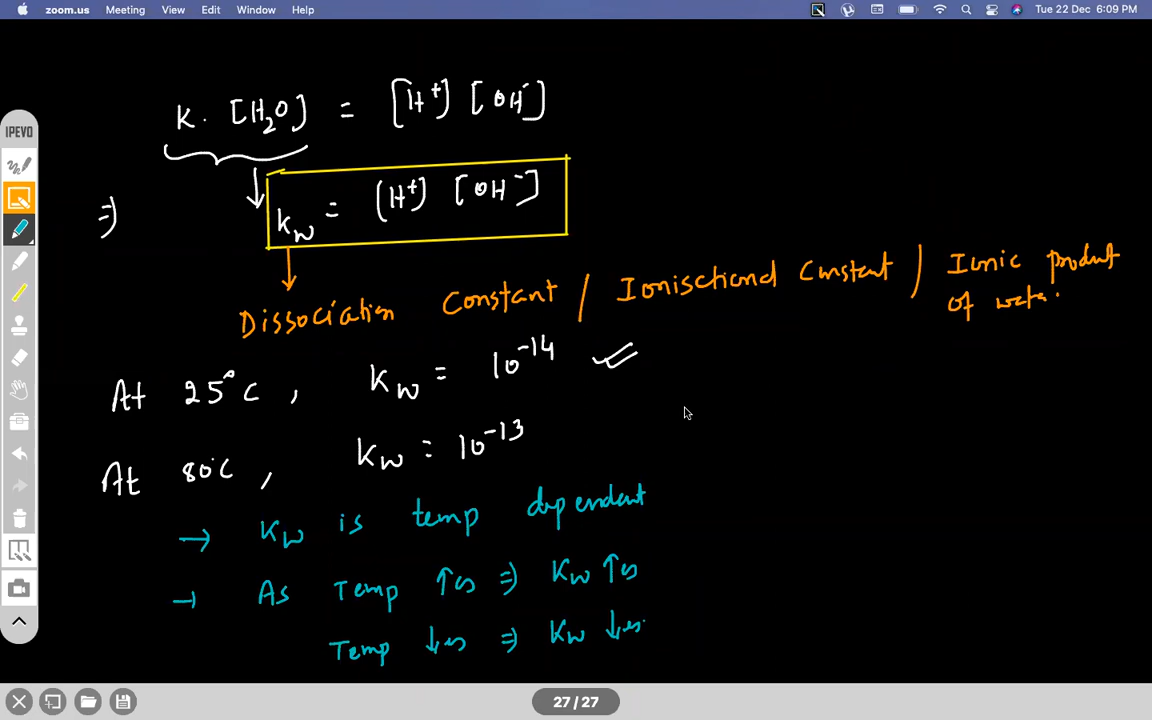 zoom.us Meeting View Edit Window Help Tue 22 Dec 6:09 PM
IPEVO
K. [H₂O] = [H⁺] [OH⁻]
⇒ Kw = [H⁺] [OH⁻]
Dissociation Constant / Ionisctiond Constant / Ionic product
of wate.
At 25°C, Kw = 10⁻¹⁴
At 80°C, Kw = 10⁻¹³
→ Kw is temp dependent
→ As Temp ↑es ⇒ Kw ↑es
Temp ↓es ⇒ Kw ↓es.
27/27